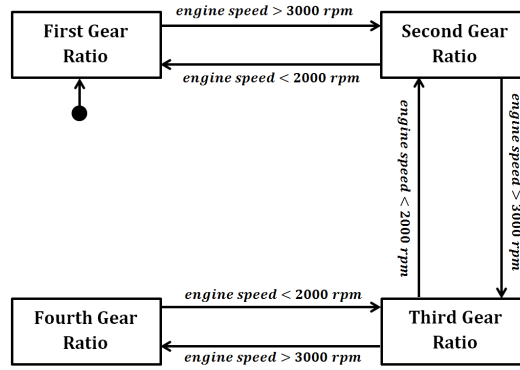 engine speed > 3000 rpm
First Gear
Ratio
Second Gear
Ratio
engine speed < 2000 rpm
engine speed < 2000 rpm
engine speed > 3000 rpm
engine speed < 2000 rpm
Fourth Gear
Ratio
Third Gear
Ratio
engine speed > 3000 rpm